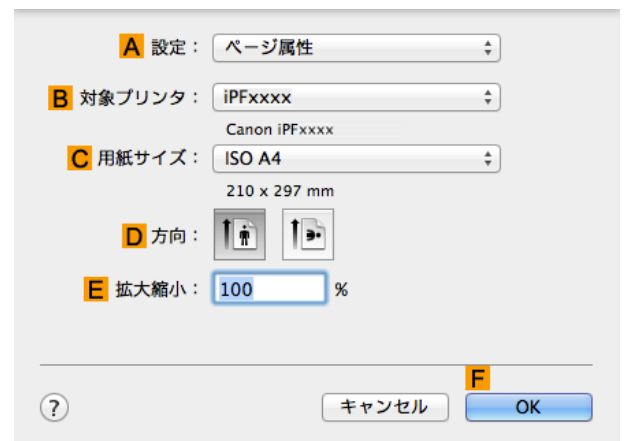 A 設定： ページ属性
B 対象プリンタ： iPFxxxx
Canon iPFxxxx
C 用紙サイズ： ISO A4
210 x 297 mm
D 方向：
E 拡大縮小： 100 %
F
? キャンセル OK